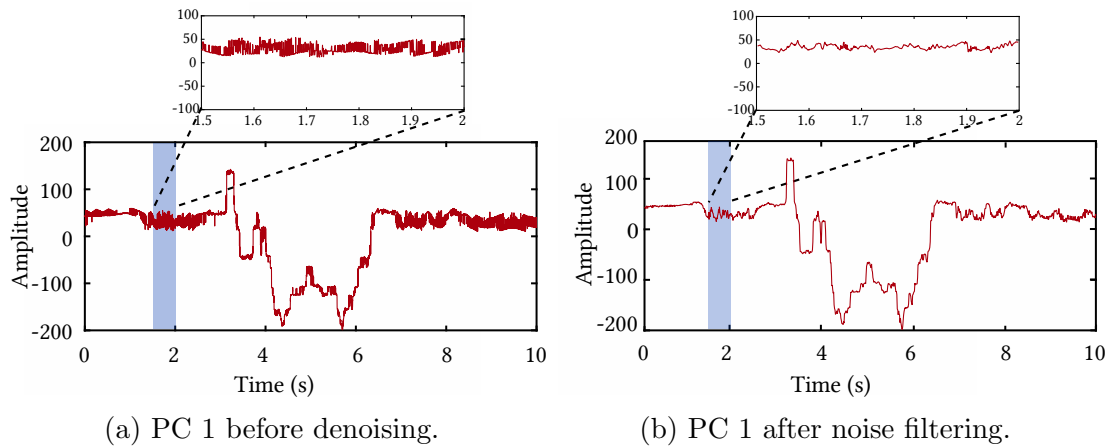 100
50
0
-50
-100
1.5 1.6 1.7 1.8 1.9 2
200
100
0
-100
-200
Amplitude
0 2 4 6 8 10
Time (s)
(a) PC 1 before denoising.
100
50
0
-50
-100
1.5 1.6 1.7 1.8 1.9 2
200
100
0
-100
-200
Amplitude
0 2 4 6 8 10
Time (s)
(b) PC 1 after noise filtering.